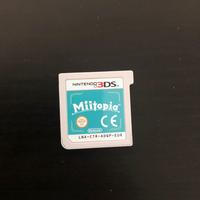 NINTENDO 3DS
Miitopia
CE
Nintendo
LNA-CTR-ADQP-EUR